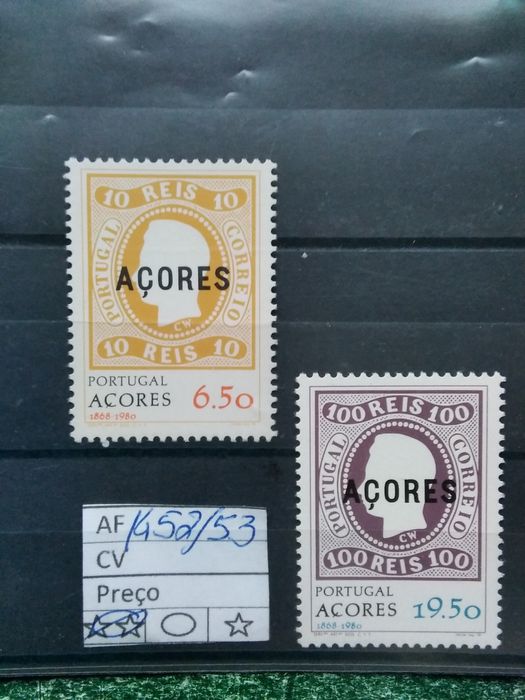 10 REIS 10
PORTUGAL
CORREIO
AÇORES
CW
10 REIS 10
PORTUGAL
AÇORES 6.50
1868-1980
100 REIS 100
PORTUGAL
CORREIO
AÇORES
CW
100 REIS 100
PORTUGAL
AÇORES 19.50
1868-1980
AF 1452/53
CV
Preço